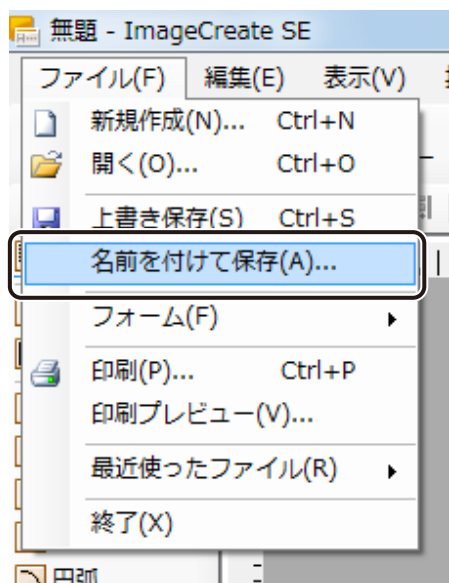 無題 - ImageCreate SE
ファイル(F) 編集(E) 表示(V)
新規作成(N)... Ctrl+N
開く(O)... Ctrl+O
上書き保存(S) Ctrl+S
名前を付けて保存(A)...
フォーム(F)
印刷(P)... Ctrl+P
印刷プレビュー(V)...
最近使ったファイル(R)
終了(X)
円弧